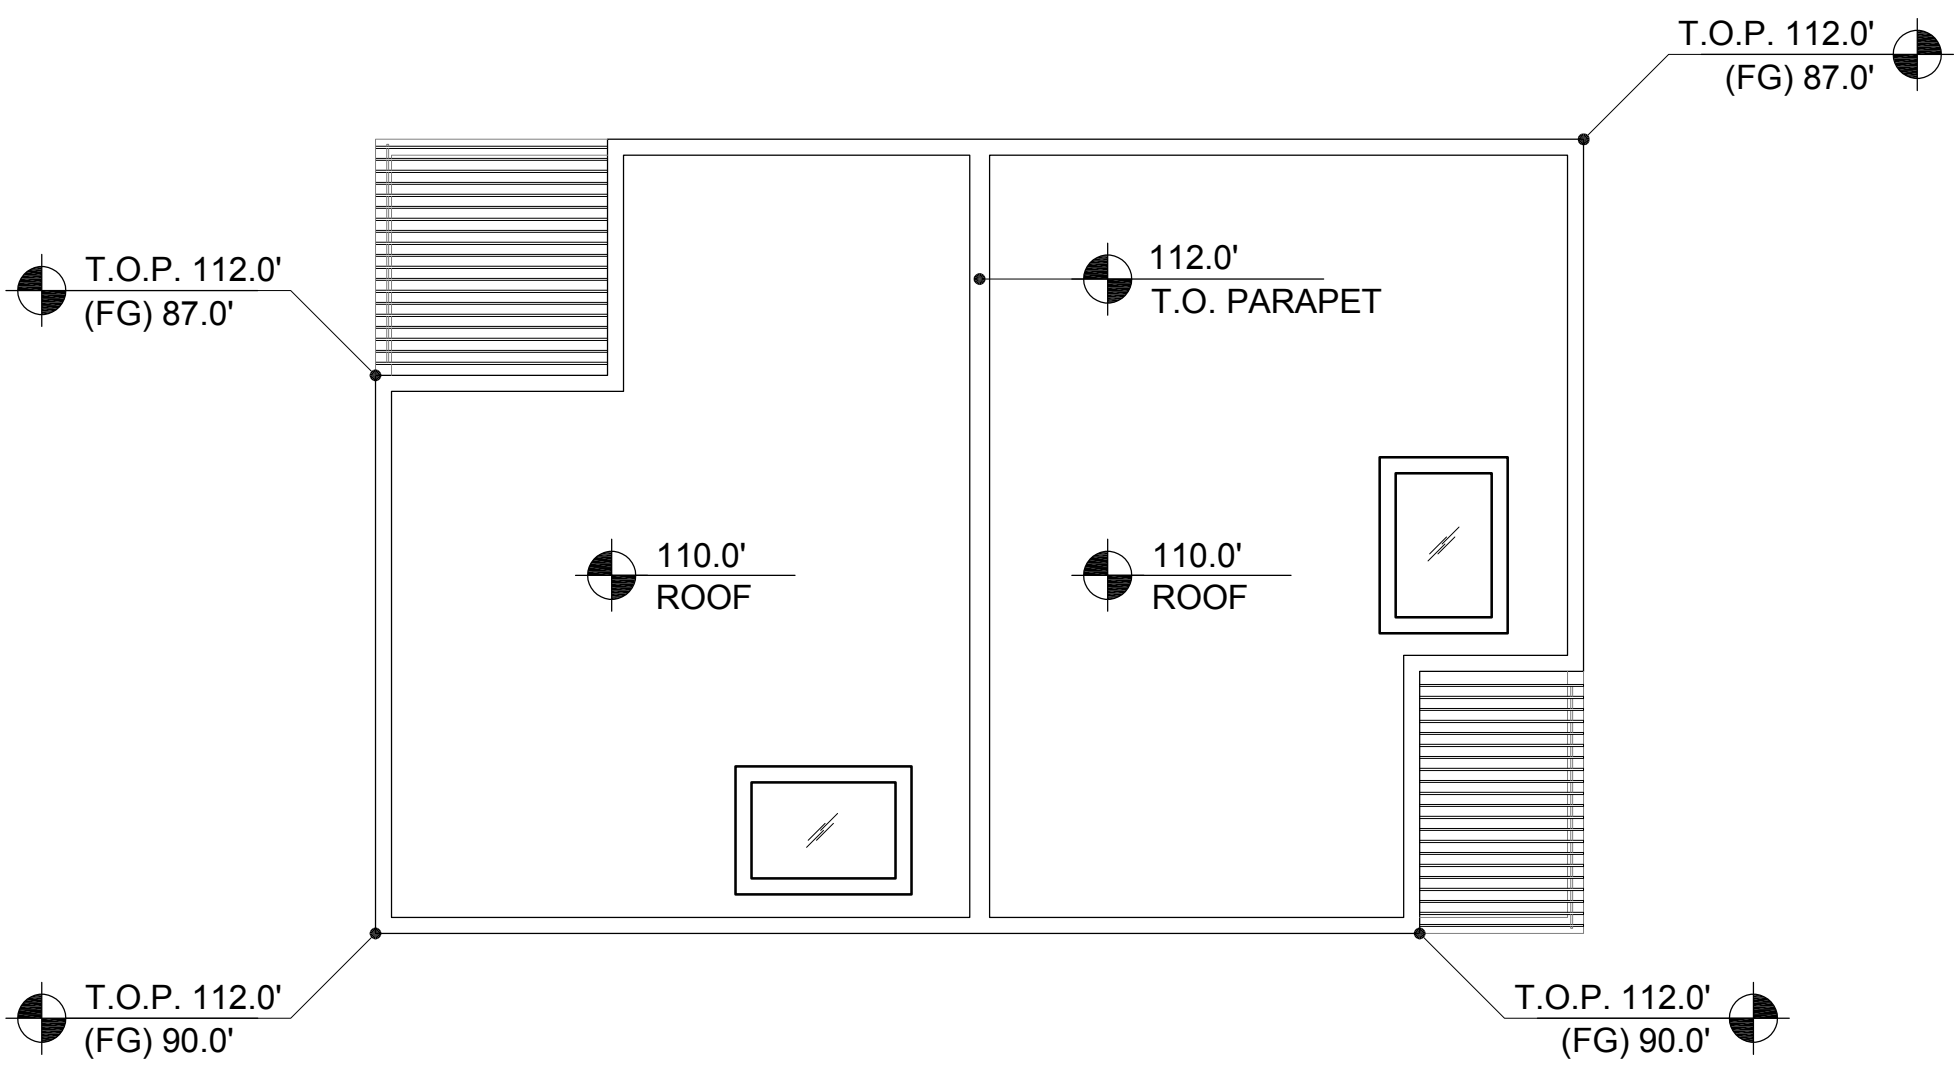 T.O.P. 112.0'
(FG) 87.0'
112.0'
T.O. PARAPET
T.O.P. 112.0'
(FG) 87.0'
110.0'
ROOF
110.0'
ROOF
T.O.P. 112.0'
(FG) 90.0'
T.O.P. 112.0'
(FG) 90.0'